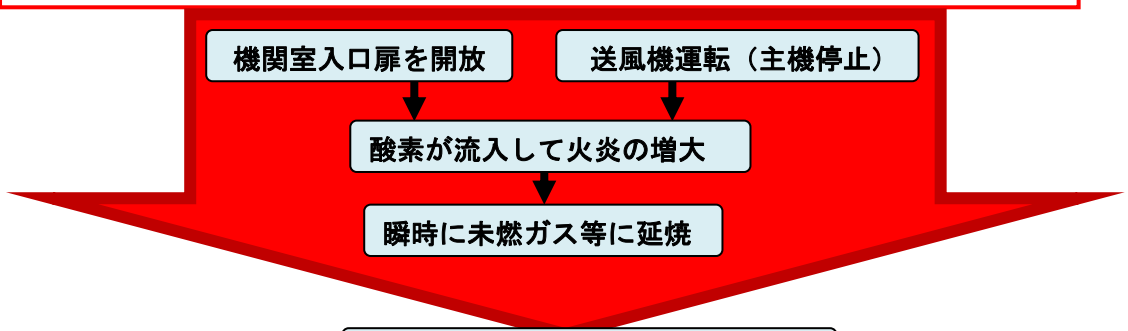 機関室入口扉を開放
送風機運転（主機停止）
酸素が流入して火炎の増大
瞬時に未燃ガス等に延焼